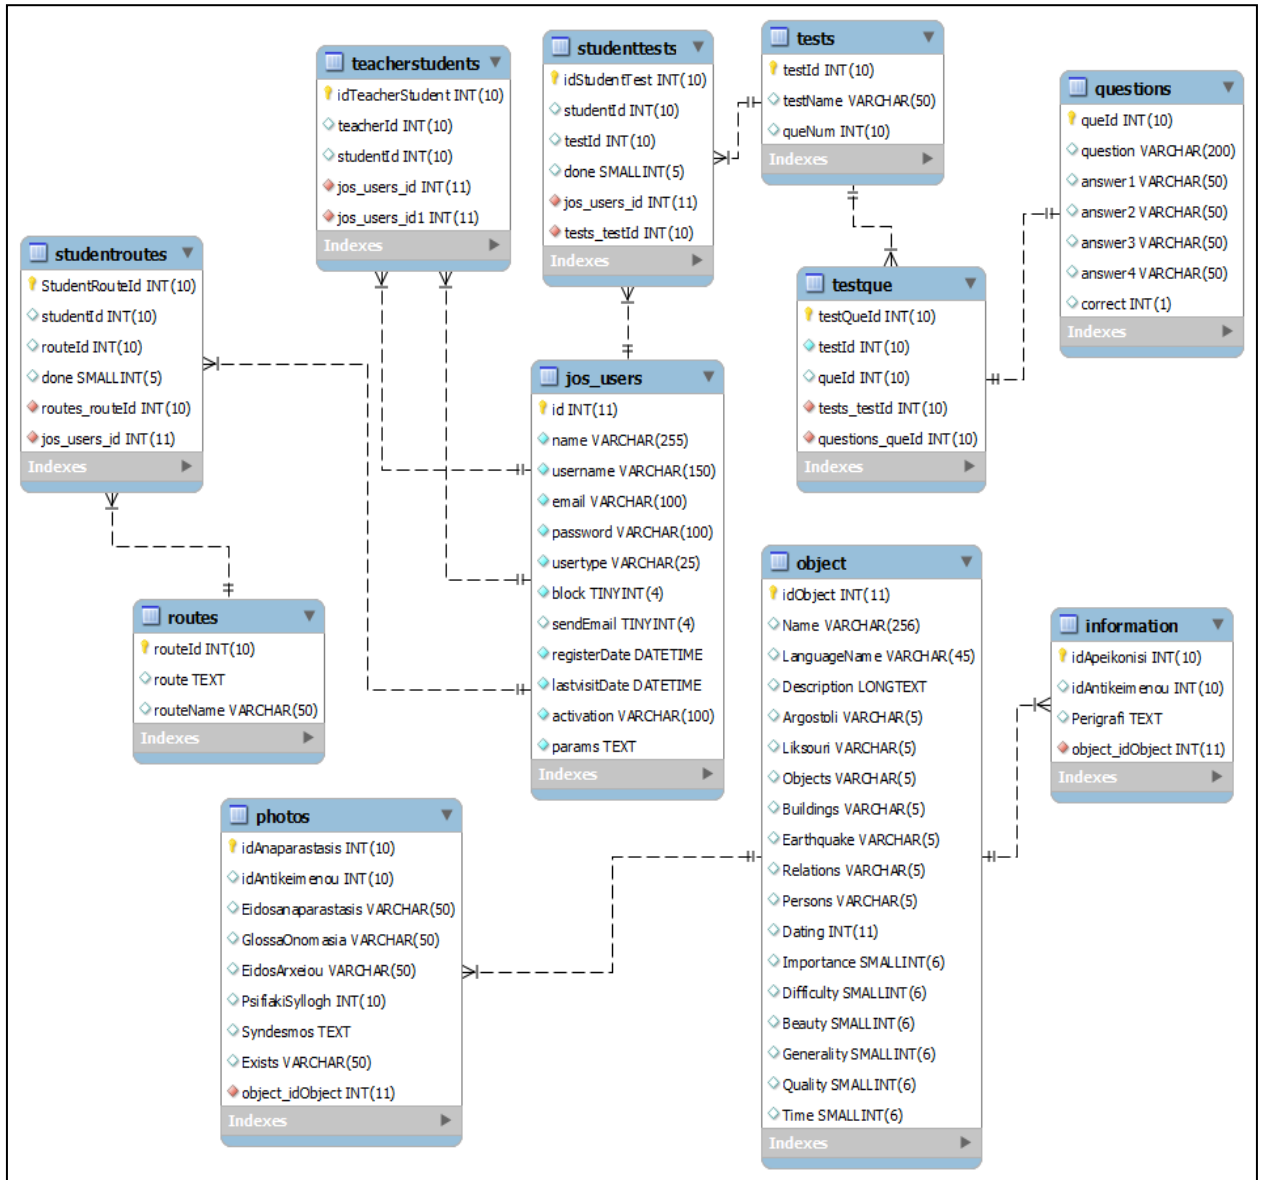 teacherstudents
idTeacherStudent INT(10)
teacherId INT(10)
studentId INT(10)
jos_users_id INT(11)
jos_users_id1 INT(11)
Indexes
studenttests
idStudentTest INT(10)
studentId INT(10)
testId INT(10)
done SMALLINT(5)
jos_users_id INT(11)
tests_testId INT(10)
Indexes
tests
testId INT(10)
testName VARCHAR(50)
queNum INT(10)
Indexes
questions
queId INT(10)
question VARCHAR(200)
answer1 VARCHAR(50)
answer2 VARCHAR(50)
answer3 VARCHAR(50)
answer4 VARCHAR(50)
correct INT(1)
Indexes
studentroutes
StudentRouteId INT(10)
studentId INT(10)
routeId INT(10)
done SMALLINT(5)
routes_routeId INT(10)
jos_users_id INT(11)
Indexes
testque
testQueId INT(10)
testId INT(10)
queId INT(10)
tests_testId INT(10)
questions_queId INT(10)
Indexes
jos_users
id INT(11)
name VARCHAR(255)
username VARCHAR(150)
email VARCHAR(100)
password VARCHAR(100)
usertype VARCHAR(25)
block TINYINT(4)
sendEmail TINYINT(4)
registerDate DATETIME
lastvisitDate DATETIME
activation VARCHAR(100)
params TEXT
Indexes
routes
routeId INT(10)
route TEXT
routeName VARCHAR(50)
Indexes
object
idObject INT(11)
Name VARCHAR(256)
LanguageName VARCHAR(45)
Description LONGTEXT
Argostoli VARCHAR(5)
Liksouri VARCHAR(5)
Objects VARCHAR(5)
Buildings VARCHAR(5)
Earthquake VARCHAR(5)
Relations VARCHAR(5)
Persons VARCHAR(5)
Dating INT(11)
Importance SMALLINT(6)
Difficulty SMALLINT(6)
Beauty SMALLINT(6)
Generality SMALLINT(6)
Quality SMALLINT(6)
Time SMALLINT(6)
Indexes
information
idApeikonisi INT(10)
idAntikeimenou INT(10)
Perigrafi TEXT
object_idObject INT(11)
Indexes
photos
idAnaparastasis INT(10)
idAntikeimenou INT(10)
Eidosanaparastasis VARCHAR(50)
GlossaOnomasia VARCHAR(50)
EidosArxeiou VARCHAR(50)
PsifiakiSyllogh INT(10)
Syndesmos TEXT
Exists VARCHAR(50)
object_idObject INT(11)
Indexes